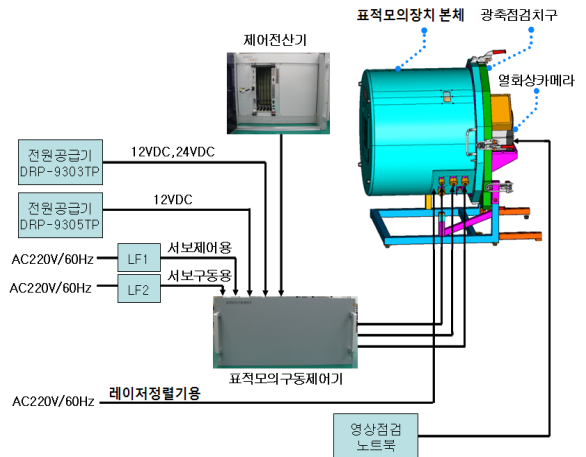 표적모의장치 본체
광축점검치구
제어전산기
열화상카메라
전원공급기
DRP-9303TP
12VDC,24VDC
전원공급기
DRP-9305TP
12VDC
AC220V/60Hz
LF1
서보제어용
AC220V/60Hz
LF2
서보구동용
표적모의구동제어기
AC220V/60Hz
레이저정렬기용
영상점검
노트북